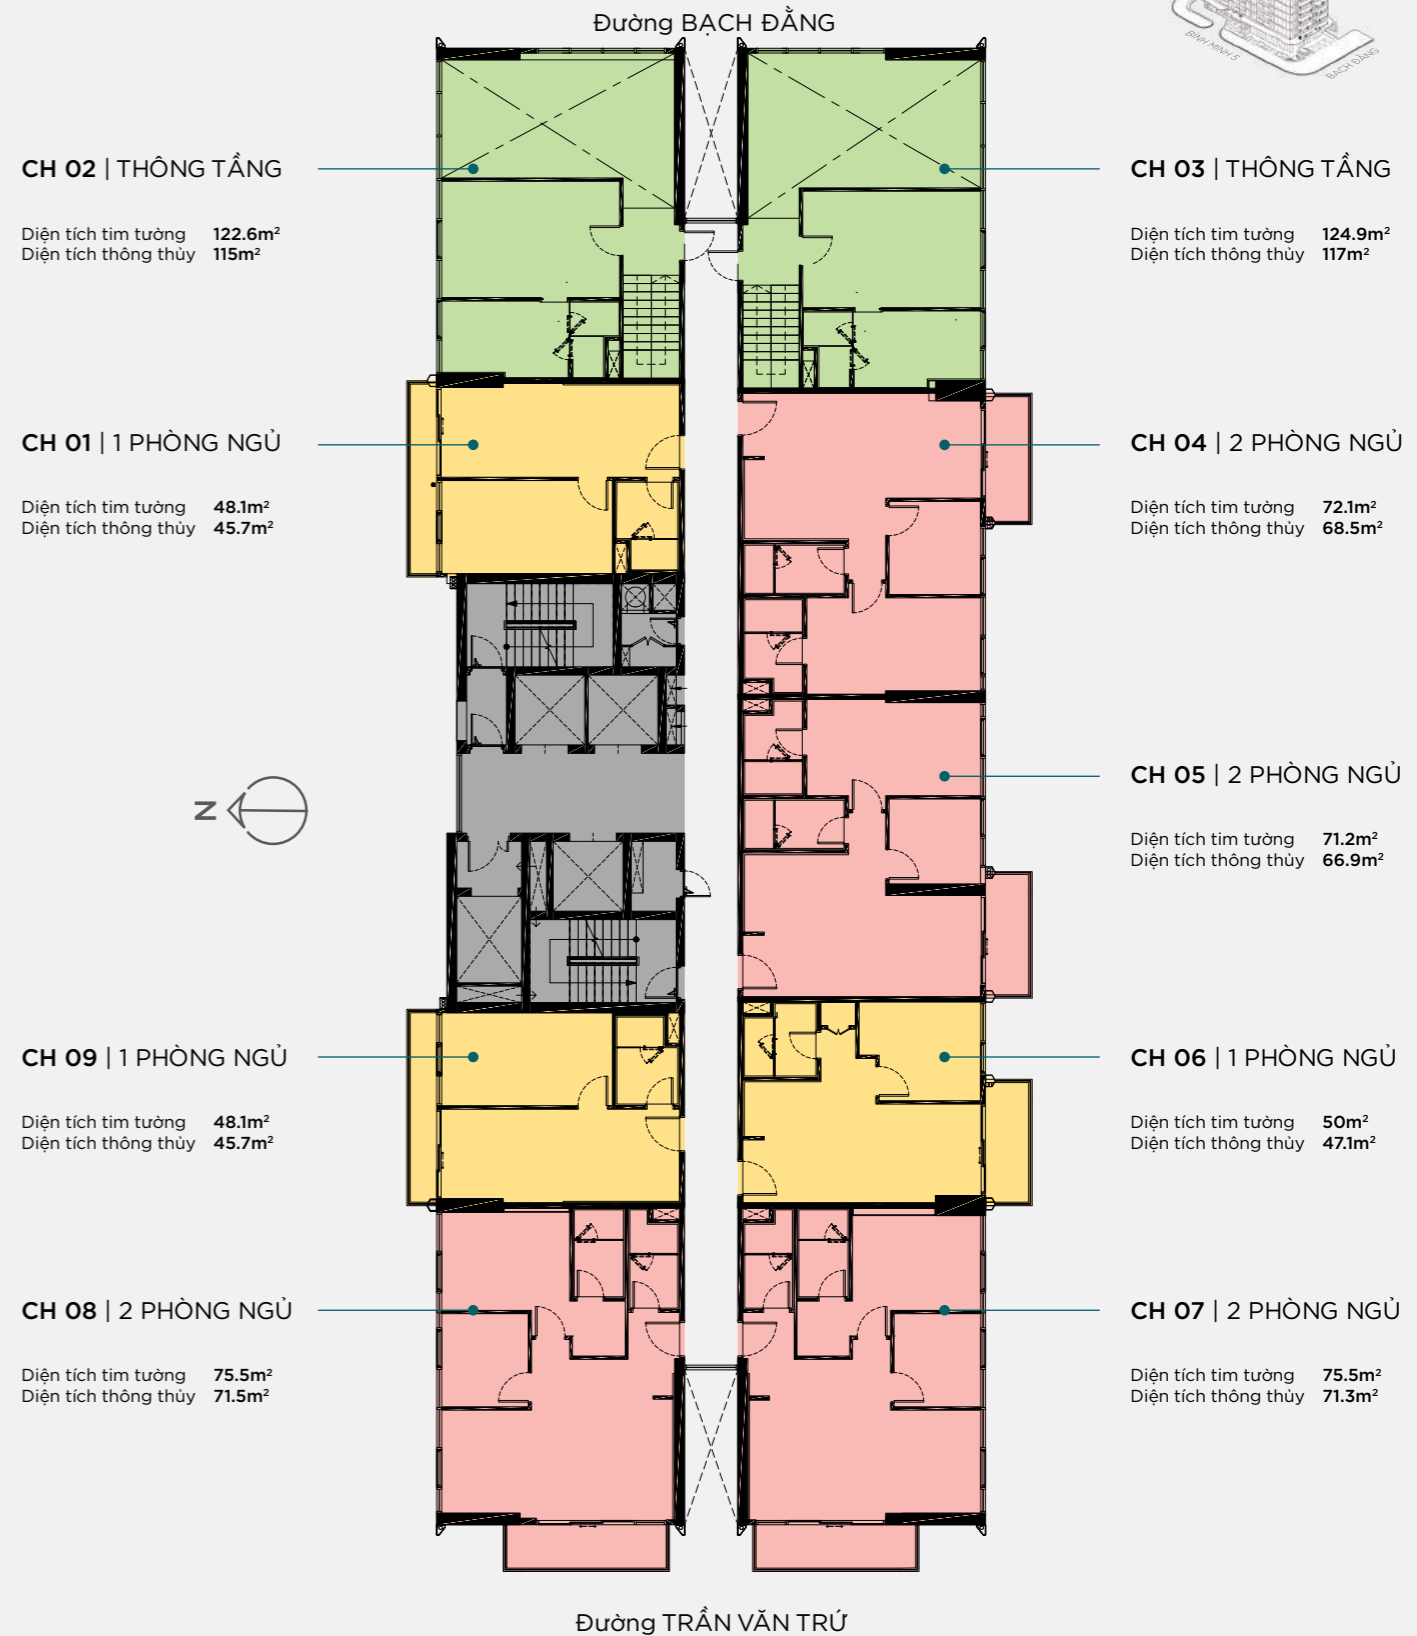 Đường BẠCH ĐẰNG
BÌNH MINH 5
BẠCH ĐẰNG
CH 02 | THÔNG TẦNG
Diện tích tim tường 122.6m²
Diện tích thông thủy 115m²
CH 03 | THÔNG TẦNG
Diện tích tim tường 124.9m²
Diện tích thông thủy 117m²
CH 01 | 1 PHÒNG NGỦ
Diện tích tim tường 48.1m²
Diện tích thông thủy 45.7m²
CH 04 | 2 PHÒNG NGỦ
Diện tích tim tường 72.1m²
Diện tích thông thủy 68.5m²
N
CH 05 | 2 PHÒNG NGỦ
Diện tích tim tường 71.2m²
Diện tích thông thủy 66.9m²
CH 09 | 1 PHÒNG NGỦ
Diện tích tim tường 48.1m²
Diện tích thông thủy 45.7m²
CH 06 | 1 PHÒNG NGỦ
Diện tích tim tường 50m²
Diện tích thông thủy 47.1m²
CH 08 | 2 PHÒNG NGỦ
Diện tích tim tường 75.5m²
Diện tích thông thủy 71.5m²
CH 07 | 2 PHÒNG NGỦ
Diện tích tim tường 75.5m²
Diện tích thông thủy 71.3m²
Đường TRẦN VĂN TRỨ